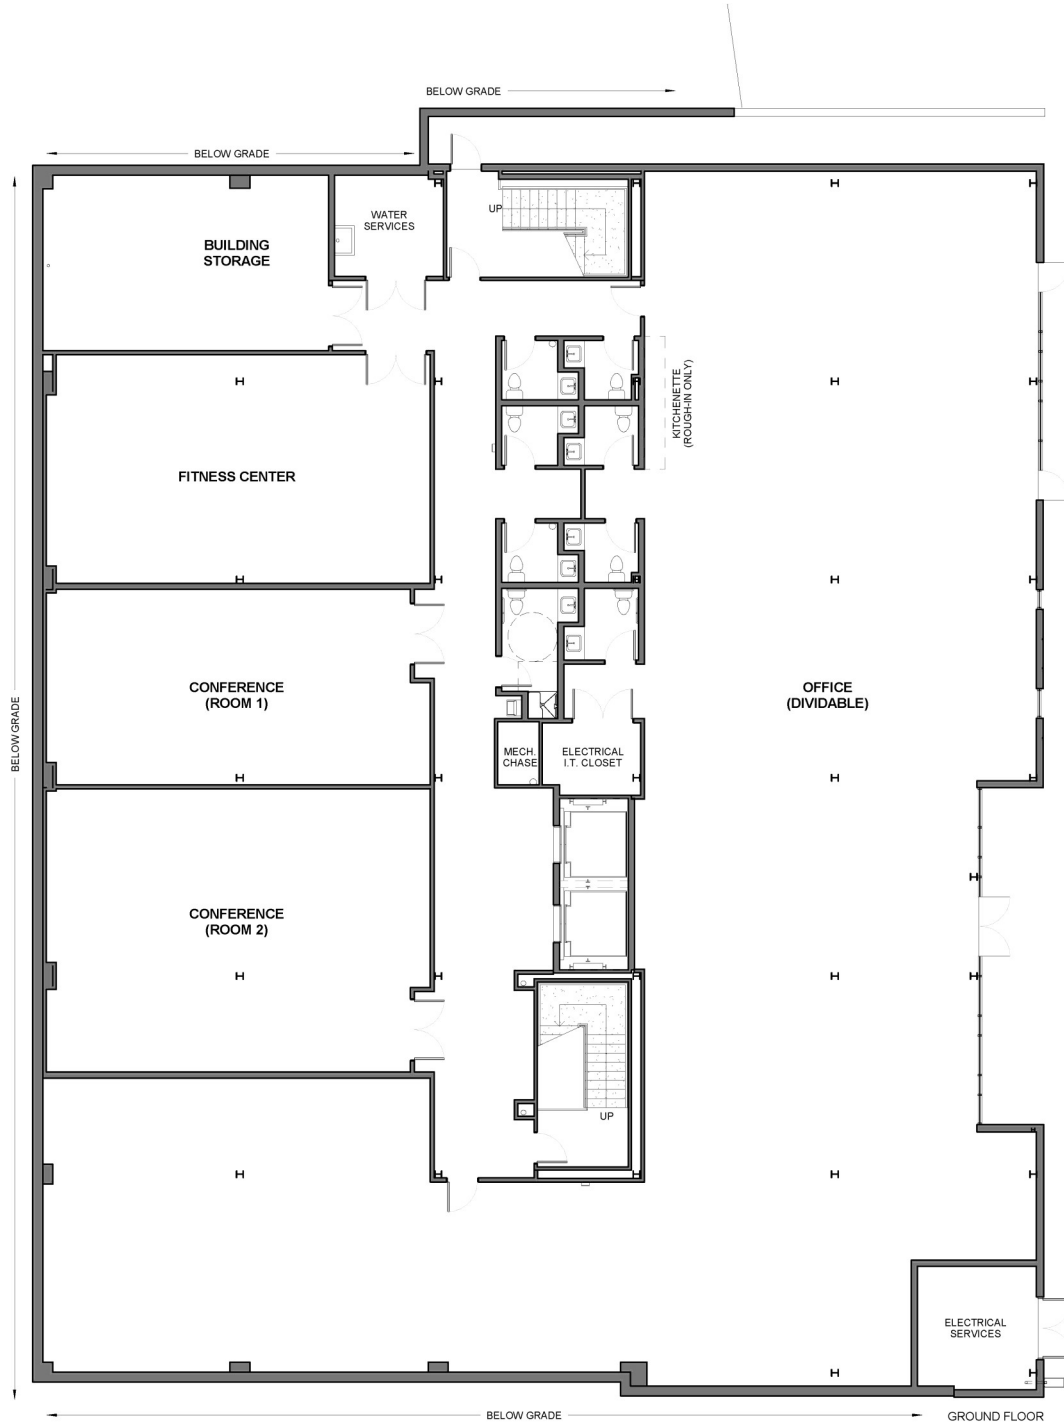 BELOW GRADE
BELOW GRADE
WATER
SERVICES
UP
BUILDING
STORAGE
KITCHENETTE
(ROUGH-IN ONLY)
FITNESS CENTER
CONFERENCE
(ROOM 1)
OFFICE
(DIVIDABLE)
BELOW GRADE
MECH.
CHASE
ELECTRICAL
I.T. CLOSET
CONFERENCE
(ROOM 2)
UP
ELECTRICAL
SERVICES
BELOW GRADE
GROUND FLOOR